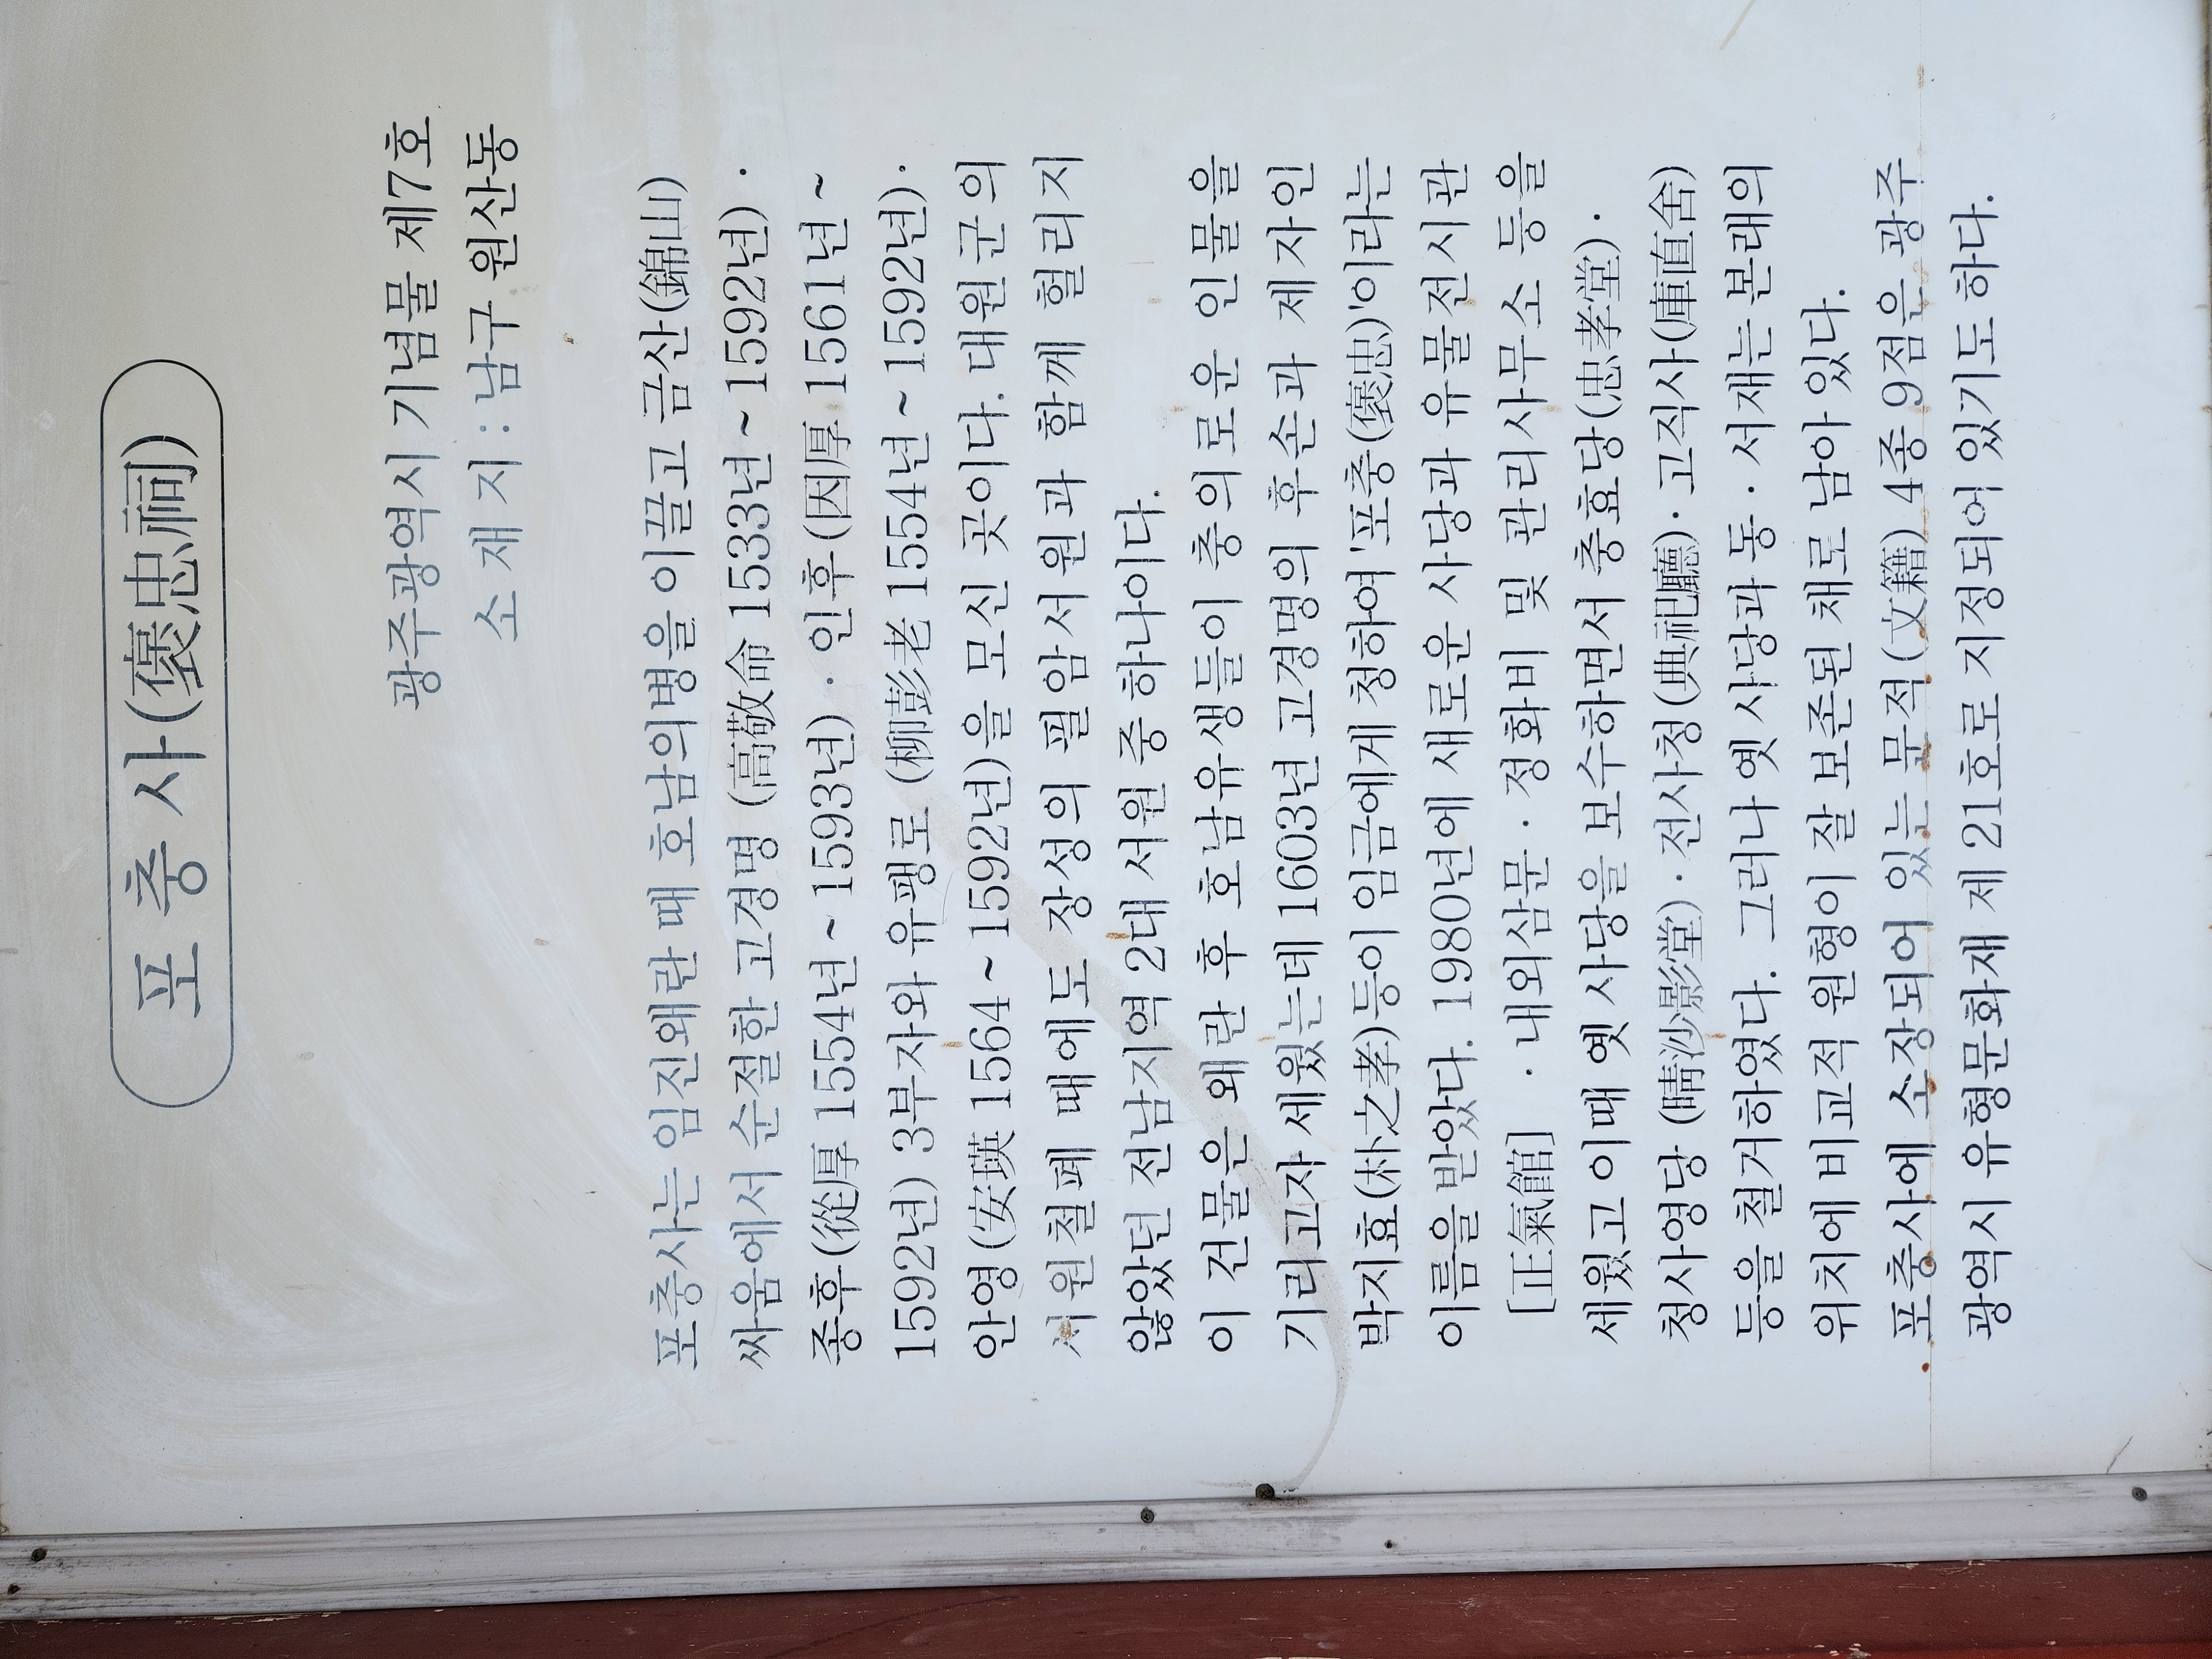 포 충 사 (褒忠祠)
광주광역시 기념물 제7호
소 재 지 : 남구 원산동
포충사는 임진왜란 때 호남의병을 이끌고 금산(錦山)
싸움에서 순절한 고경명 (高敬命 1533년 ~ 1592년) ·
종후(從厚 1554년 ~ 1593년) · 인후(因厚 1561년 ~
1592년) 3부자와 유팽로 (柳彭老 1554년 ~ 1592년) ·
안영(安瑛 1564 ~ 1592년)을 모신 곳이다. 대원군의
서원철폐 때에도 장성의 필암서원과 함께 헐리지
않았던 전남지역 2대 서원 중 하나이다.
이 건물은 왜란 후 호남유생들이 충의로운 인물을
기리고자 세웠는데 1603년 고경명의 후손과 제자인
박지효(朴之孝)등이 임금에게 청하여 '포충(褒忠)'이라는
이름을 받았다. 1980년에 새로운 사당과 유물전시관
[正氣館] · 내외삼문 · 정화비 및 관리사무소 등을
세웠고 이때 옛 사당을 보수하면서 충효당(忠孝堂) ·
청사영당 (晴沙影堂) · 전사청(典祀廳) · 고직사(庫直舍)
등을 철거하였다. 그러나 옛 사당과 동 · 서재는 본래의
위치에 비교적 원형이 잘 보존된 채로 남아 있다.
포충사에 소장되어 있는 문적(文籍) 4종 9점은 광주
광역시 유형문화재 제 21호로 지정되어 있기도 하다.